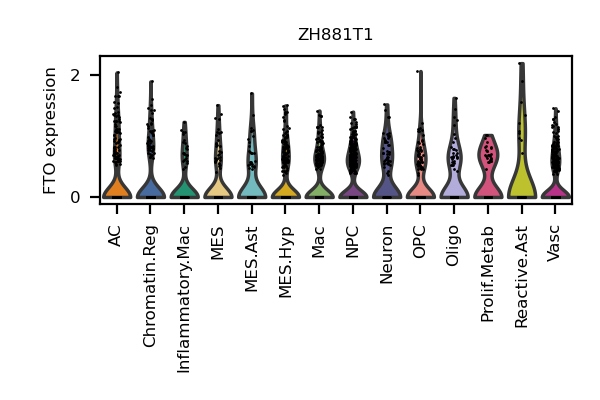 ZH881T1
FTO expression
2
0
AC
Chromatin.Reg
Inflammatory.Mac
MES
MES.Ast
MES.Hyp
Mac
NPC
Neuron
OPC
Oligo
Prolif.Metab
Reactive.Ast
Vasc